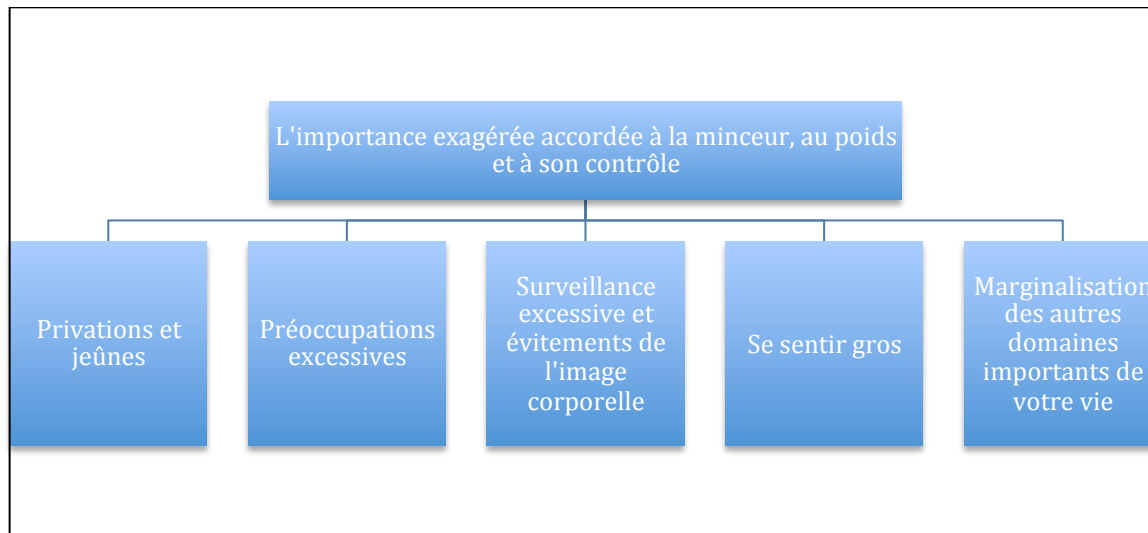 L'importance exagérée accordée à la minceur, au poids
et à son contrôle
Privations et
jeûnes
Préoccupations
excessives
Surveillance
excessive et
évitements de
l'image
corporelle
Se sentir gros
Marginalisation
des autres
domaines
importants de
votre vie